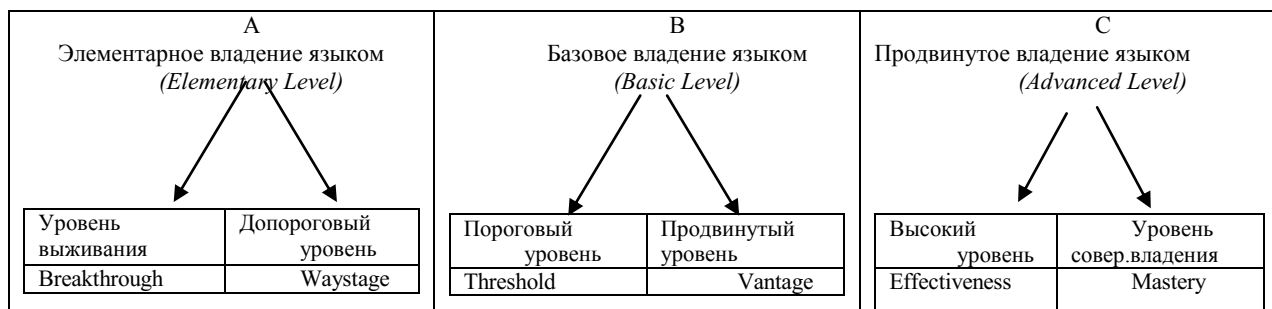 A
Элементарное владение языком
(Elementary Level)
Уровень выживания
Допороговый уровень
Breakthrough
Waystage
B
Базовое владение языком
(Basic Level)
Пороговый уровень
Продвинутый уровень
Threshold
Vantage
C
Продвинутое владение языком
(Advanced Level)
Высокий уровень
Уровень совер.владения
Effectiveness
Mastery